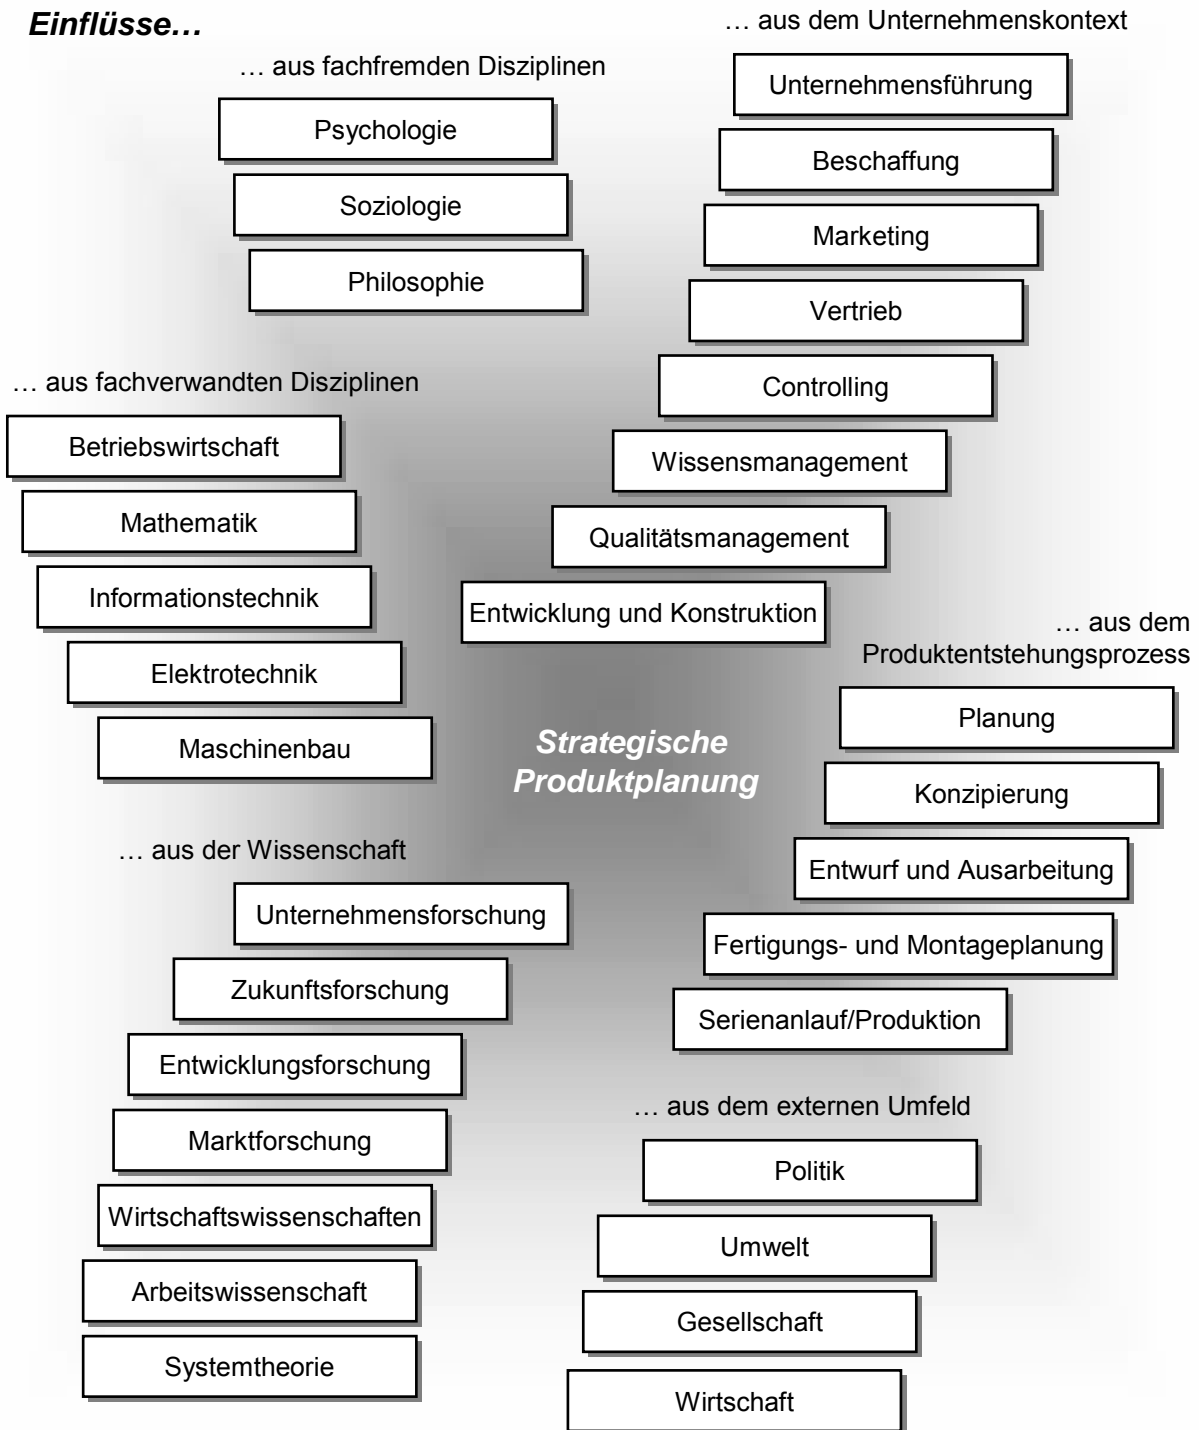 Einflüsse…
… aus fachfremden Disziplinen
Psychologie
Soziologie
Philosophie
… aus dem Unternehmenskontext
Unternehmensführung
Beschaffung
Marketing
Vertrieb
Controlling
Wissensmanagement
Qualitätsmanagement
Entwicklung und Konstruktion
… aus fachverwandten Disziplinen
Betriebswirtschaft
Mathematik
Informationstechnik
Elektrotechnik
Maschinenbau
Strategische
Produktplanung
… aus dem
Produktentstehungsprozess
Planung
Konzipierung
Entwurf und Ausarbeitung
Fertigungs- und Montageplanung
Serienanlauf/Produktion
… aus der Wissenschaft
Unternehmensforschung
Zukunftsforschung
Entwicklungsforschung
Marktforschung
Wirtschaftswissenschaften
Arbeitswissenschaft
Systemtheorie
… aus dem externen Umfeld
Politik
Umwelt
Gesellschaft
Wirtschaft